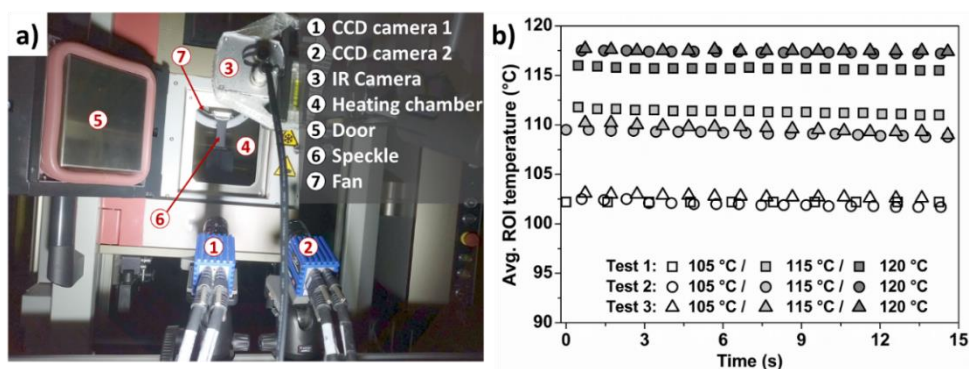 a)
① CCD camera 1
② CCD camera 2
③ IR Camera
④ Heating chamber
⑤ Door
⑥ Speckle
⑦ Fan
⑦
③
⑤
④
⑥
①
②
b)
Avg. ROI temperature (°C)
120
115
110
105
100
95
90
Test 1: 105 °C / 115 °C / 120 °C
Test 2: 105 °C / 115 °C / 120 °C
Test 3: 105 °C / 115 °C / 120 °C
0 3 6 9 12 15
Time (s)